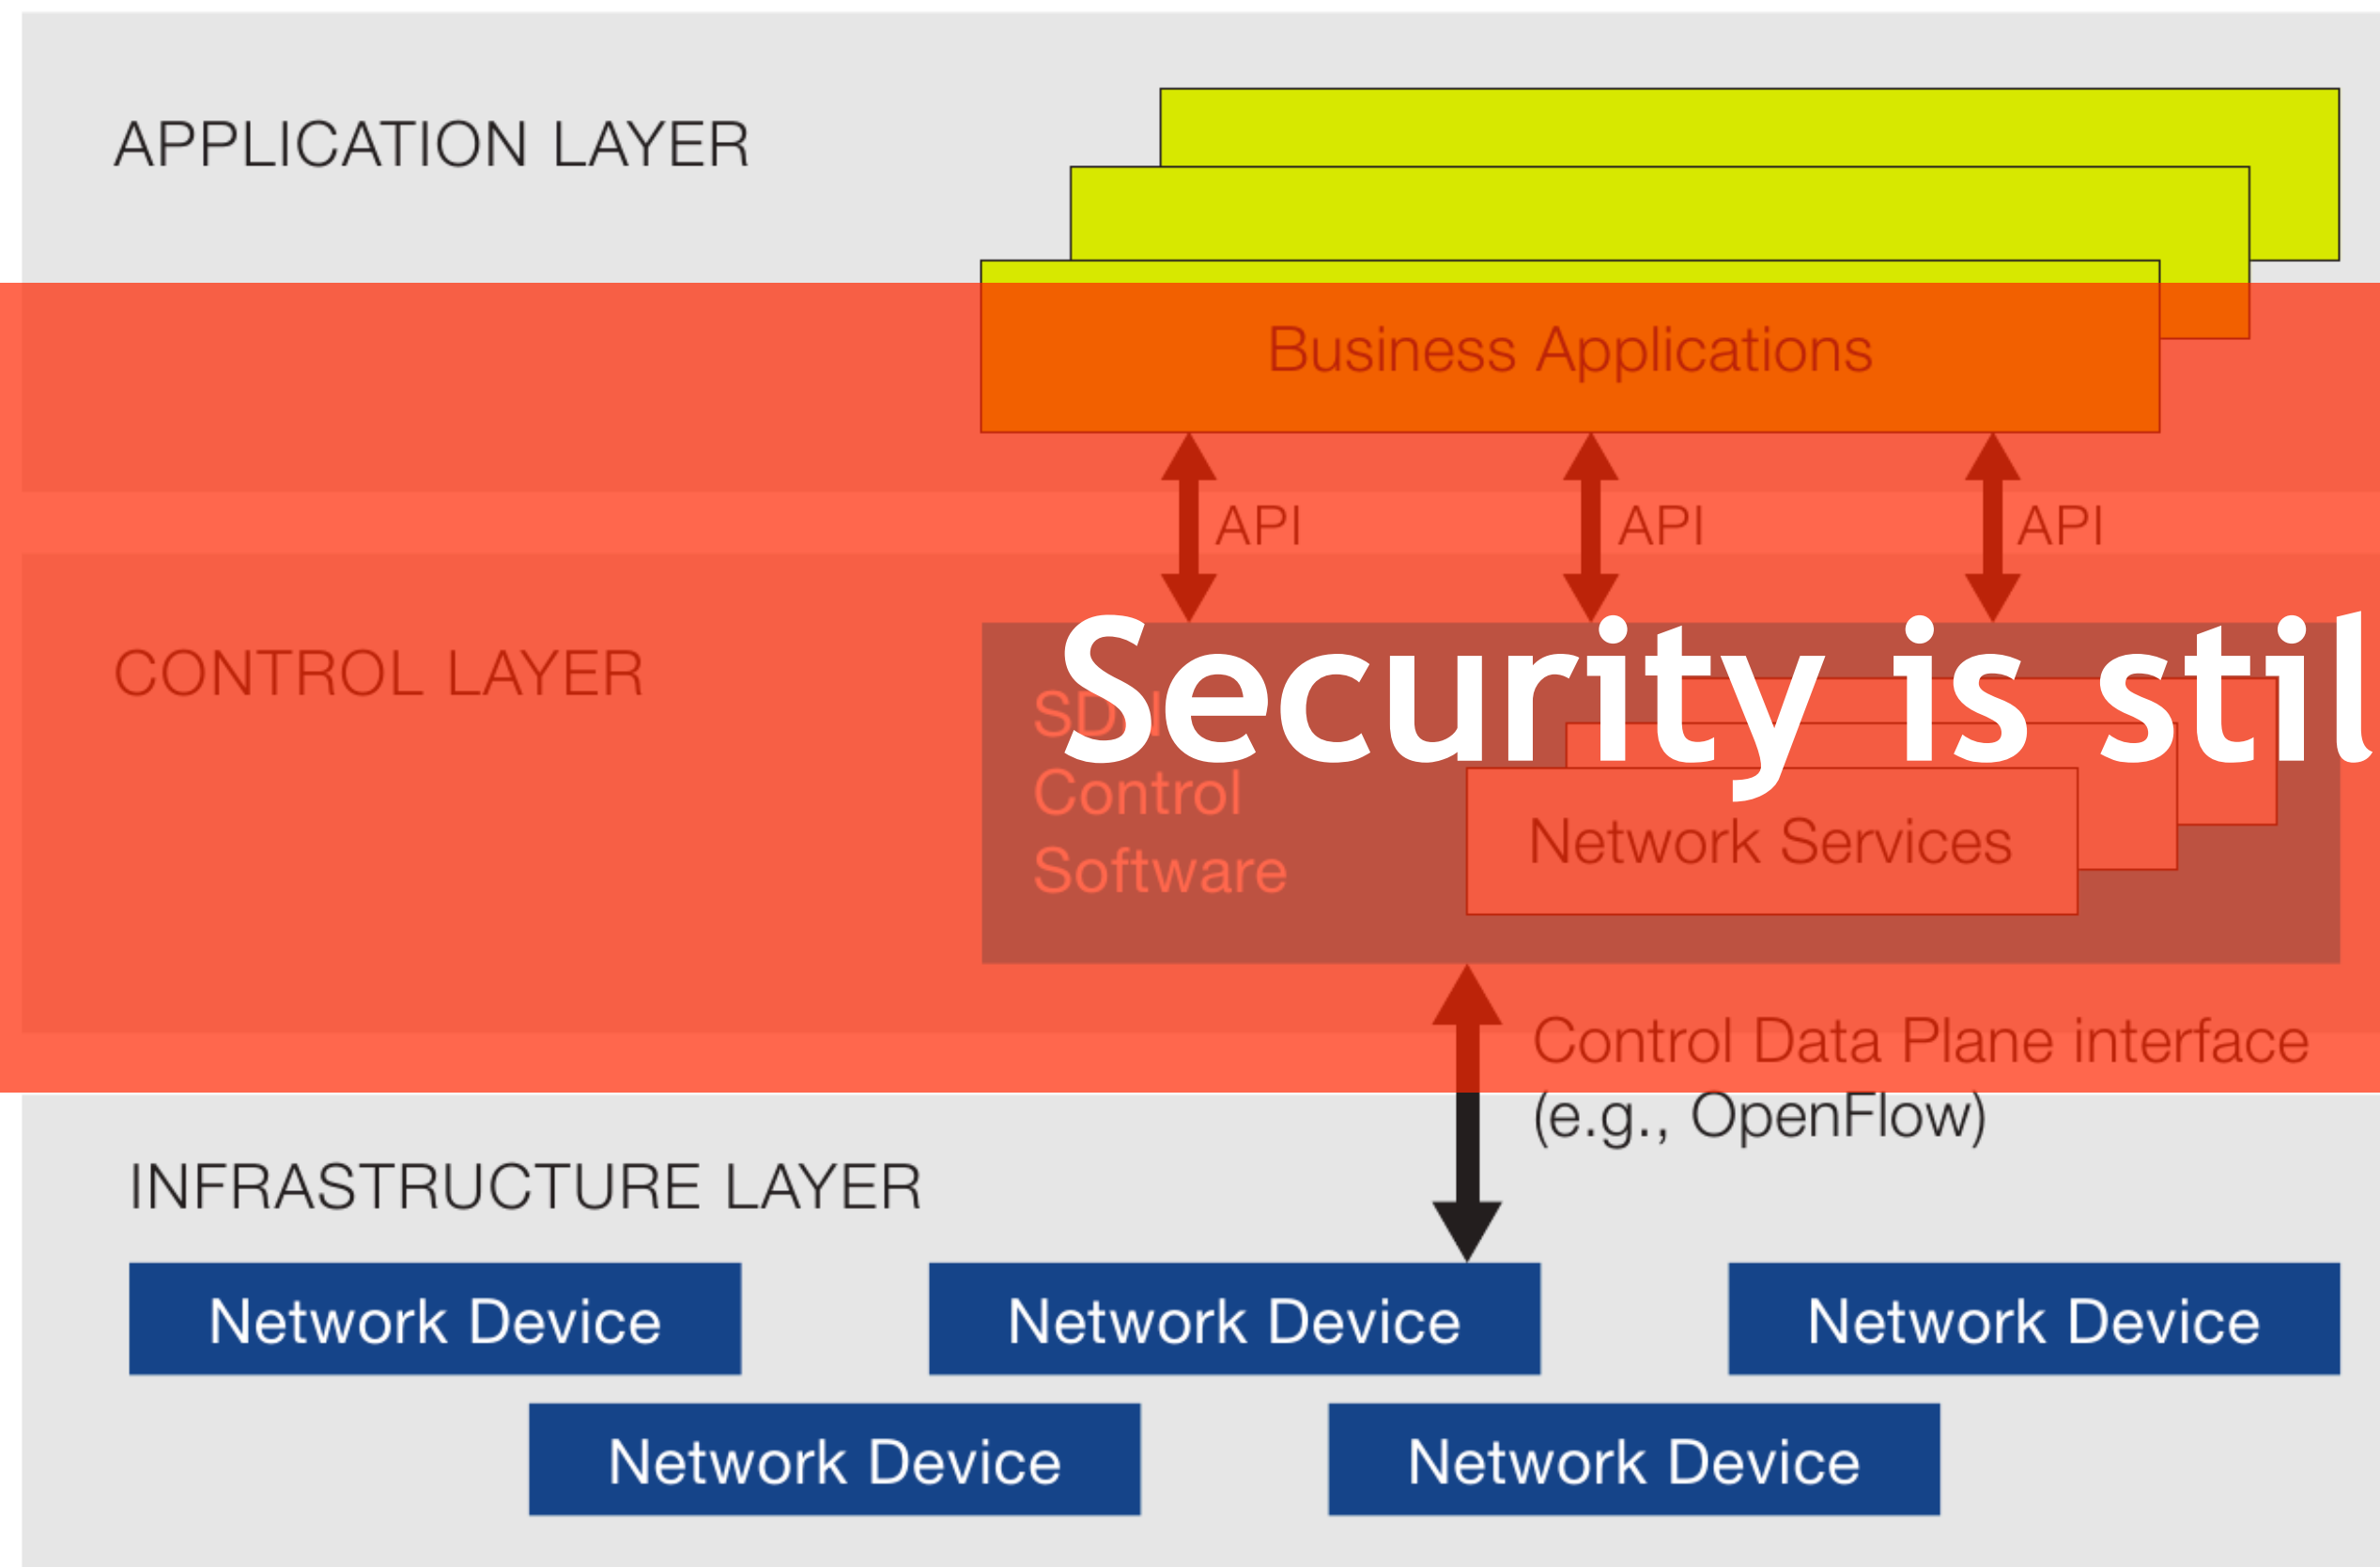 APPLICATION LAYER
Business Applications
API API API
Security is stil
CONTROL LAYER
SDN
Control
Software
Network Services
Control Data Plane interface
(e.g., OpenFlow)
INFRASTRUCTURE LAYER
Network Device Network Device Network Device
Network Device Network Device